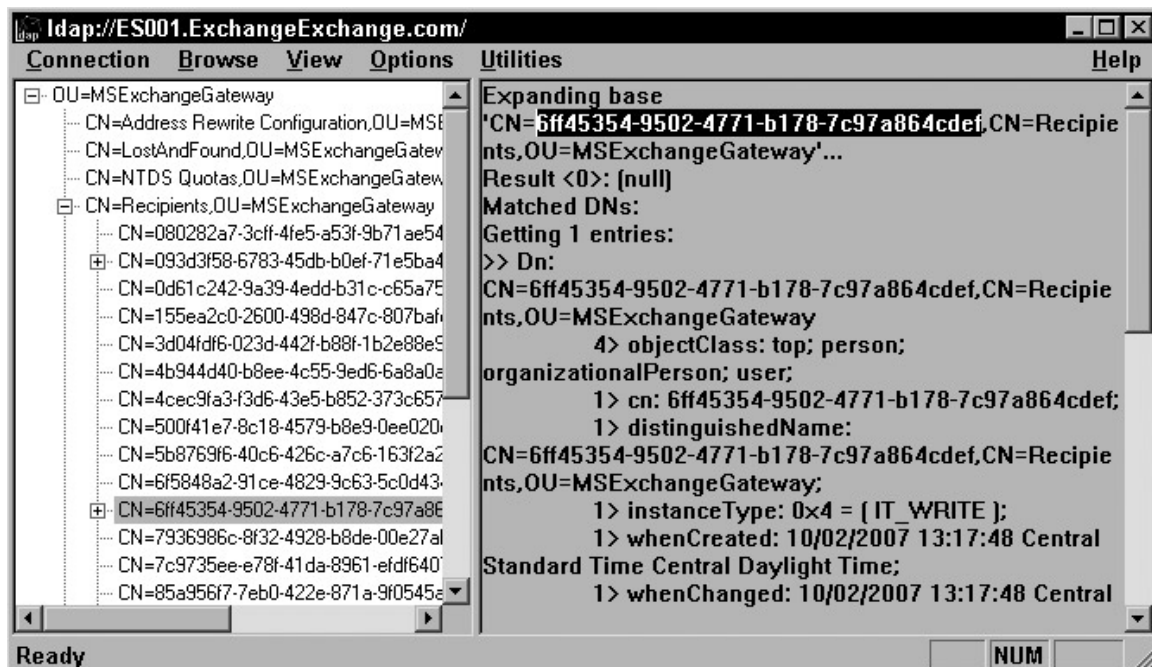 ldap://ES001.ExchangeExchange.com/
Connection Browse View Options Utilities Help
OU=MSExchangeGateway
CN=Address Rewrite Configuration,OU=MSE
CN=LostAndFound,OU=MSExchangeGatew
CN=NTDS Quotas,OU=MSExchangeGatew
CN=Recipients,OU=MSExchangeGateway
CN=080282a7-3cff-4fe5-a53f-9b71ae54
CN=093d3f58-6783-45db-b0ef-71e5ba4
CN=0d61c242-9a39-4edd-b31c-c65a75
CN=155ea2c0-2600-498d-847c-807baf
CN=3d04fdf6-023d-442f-b88f-1b2e88e9
CN=4b944d40-b8ee-4c55-9ed6-6a8a0a
CN=4cec9fa3-f3d6-43e5-b852-373c657
CN=500f41e7-8c18-4579-b8e9-0ee020
CN=5b8769f6-40c6-426c-a7c6-163f2a2
CN=6f5848a2-91ce-4829-9c63-5c0d43
CN=6ff45354-9502-4771-b178-7c97a86
CN=7936986c-8f32-4928-b8de-00e27a
CN=7c9735ee-e78f-41da-8961-efdf640
CN=85a956f7-7eb0-422e-871a-9f0545a
Expanding base
'CN=6ff45354-9502-4771-b178-7c97a864cdef,CN=Recipie
nts,OU=MSExchangeGateway'...
Result <0>: (null)
Matched DNs:
Getting 1 entries:
>> Dn:
CN=6ff45354-9502-4771-b178-7c97a864cdef,CN=Recipie
nts,OU=MSExchangeGateway
4> objectClass: top; person;
organizationalPerson; user;
1> cn: 6ff45354-9502-4771-b178-7c97a864cdef;
1> distinguishedName:
CN=6ff45354-9502-4771-b178-7c97a864cdef,CN=Recipie
nts,OU=MSExchangeGateway;
1> instanceType: 0x4 = ( IT_WRITE );
1> whenCreated: 10/02/2007 13:17:48 Central
Standard Time Central Daylight Time;
1> whenChanged: 10/02/2007 13:17:48 Central
Ready NUM